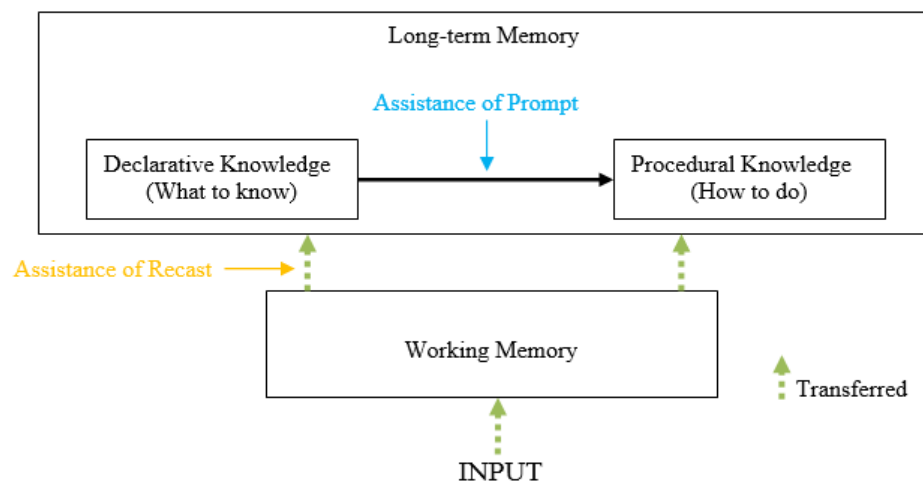 Long-term Memory
Assistance of Prompt
Declarative Knowledge
(What to know)
Procedural Knowledge
(How to do)
Assistance of Recast
Working Memory
Transferred
INPUT